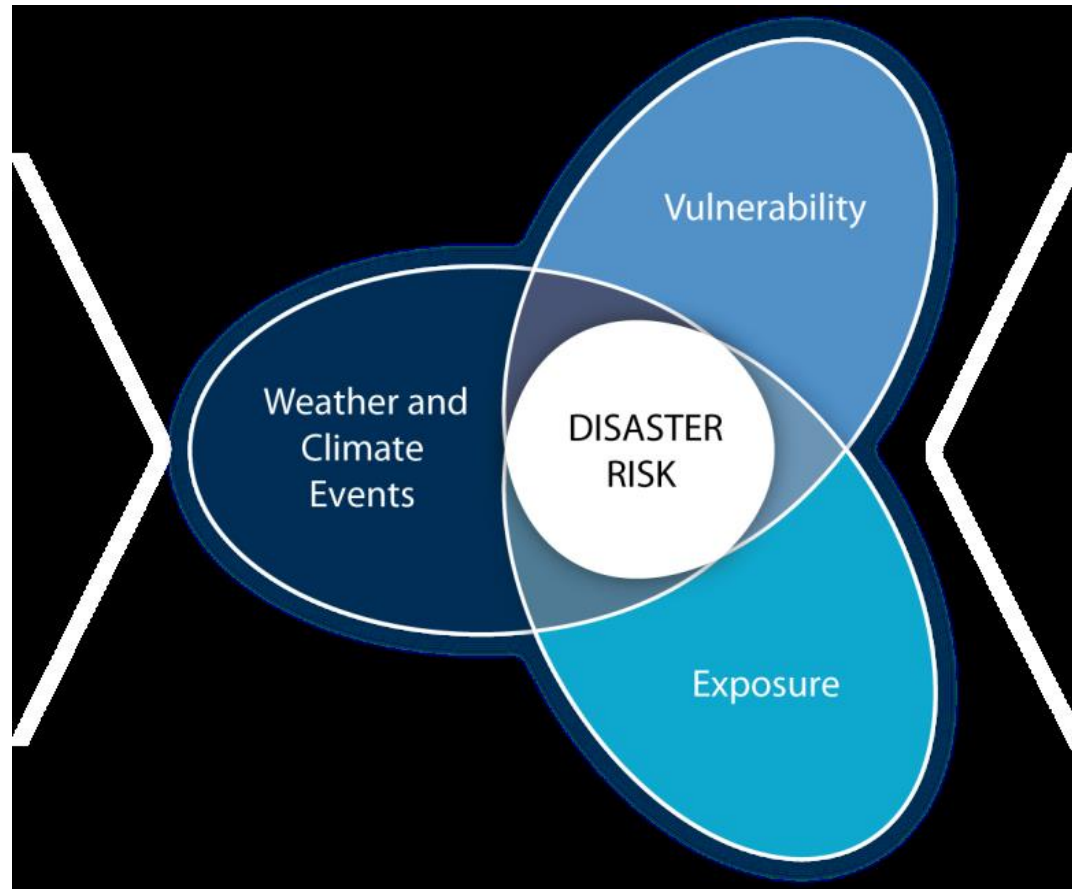 Vulnerability
Weather and
Climate
Events
DISASTER
RISK
Exposure